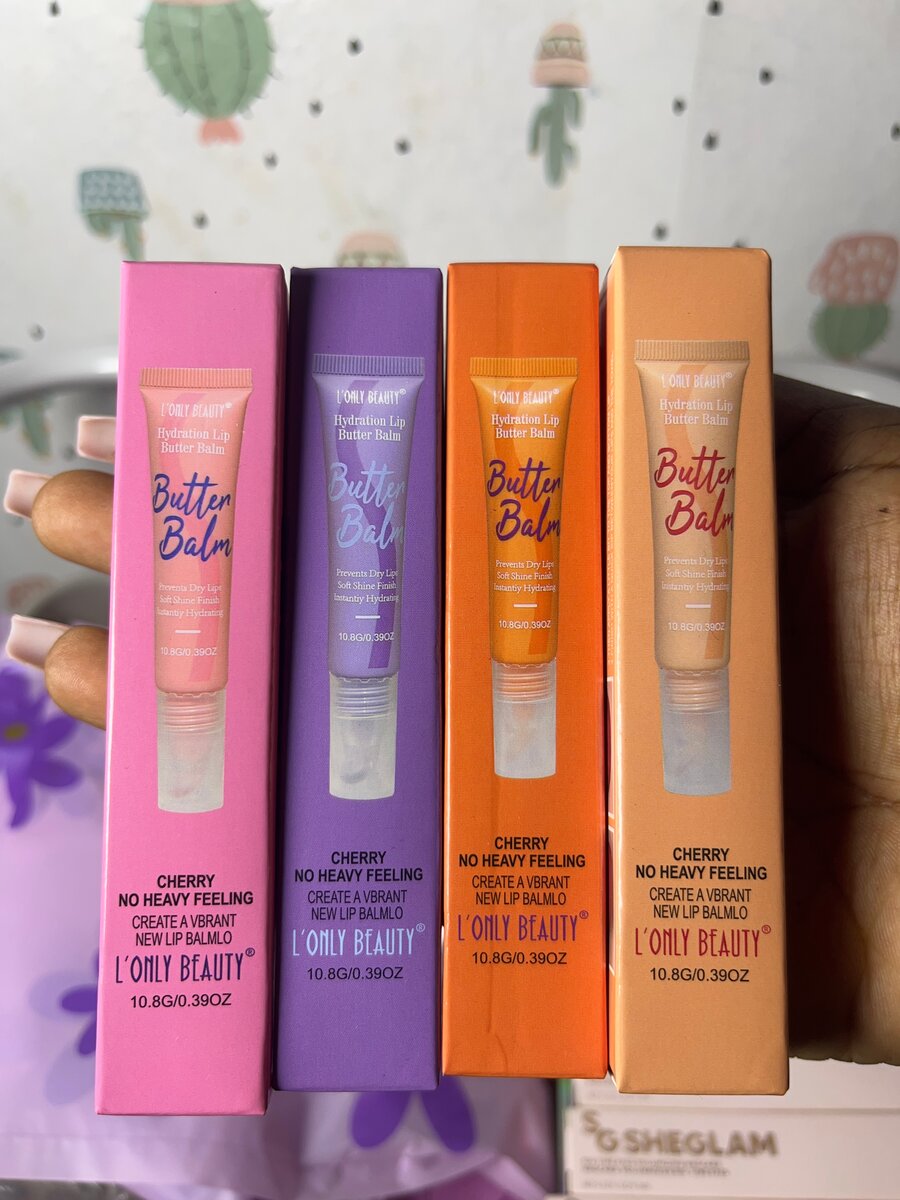 L'ONLY BEAUTY®
Hydration Lip
Butter Balm
Butter
Balm
Prevents Dry Lips
Soft Shine Finish
Instantiy Hydrating
10.8G/0.39OZ
CHERRY
NO HEAVY FEELING
CREATE A VBRANT
NEW LIP BALMLO
L'ONLY BEAUTY®
10.8G/0.39OZ
L'ONLY BEAUTY®
Hydration Lip
Butter Balm
Butter
Balm
Prevents Dry Lips
Soft Shine Finish
Instantiy Hydrating
10.8G/0.39OZ
CHERRY
NO HEAVY FEELING
CREATE A VBRANT
NEW LIP BALMLO
L'ONLY BEAUTY®
10.8G/0.39OZ
L'ONLY BEAUTY®
Hydration Lip
Butter Balm
Butter
Balm
Prevents Dry Lips
Soft Shine Finish
Instantiy Hydrating
10.8G/0.39OZ
CHERRY
NO HEAVY FEELING
CREATE A VBRANT
NEW LIP BALMLO
L'ONLY BEAUTY®
10.8G/0.39OZ
L'ONLY BEAUTY®
Hydration Lip
Butter Balm
Butter
Balm
Prevents Dry Lips
Soft Shine Finish
Instantiy Hydrating
10.8G/0.39OZ
CHERRY
NO HEAVY FEELING
CREATE A VBRANT
NEW LIP BALMLO
L'ONLY BEAUTY®
10.8G/0.39OZ
SG SHEGLAM